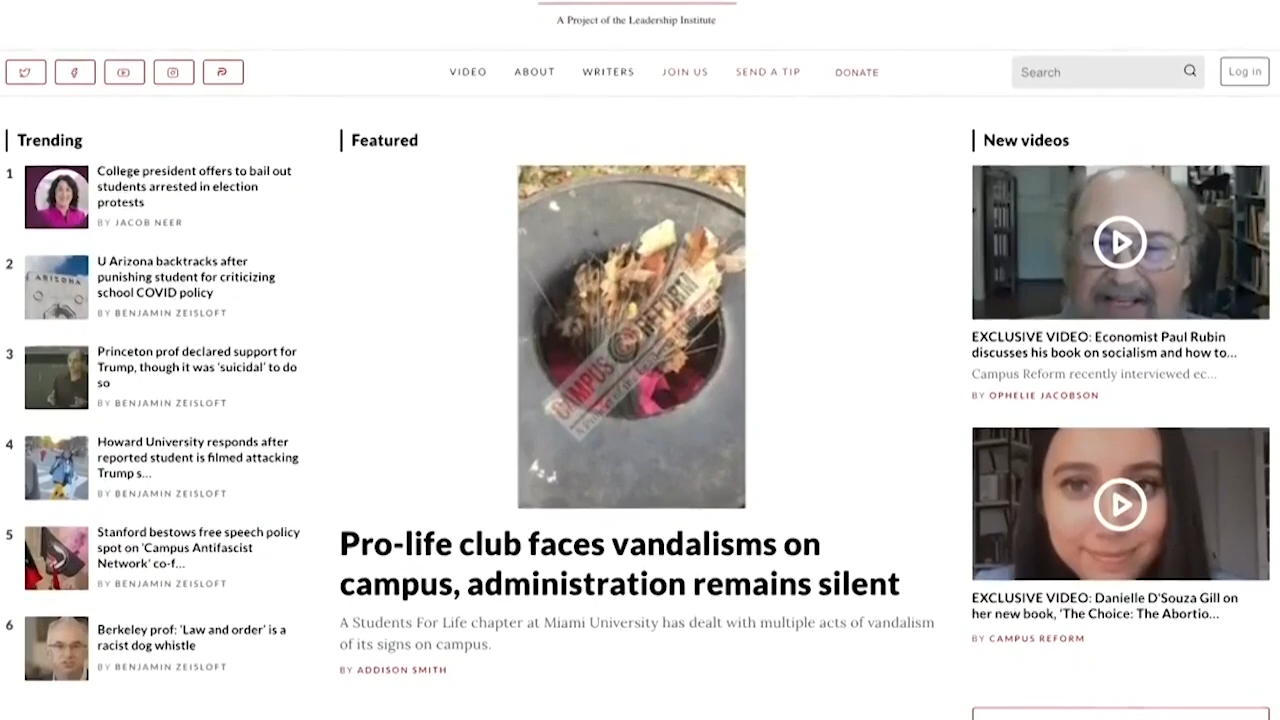 A Project of the Leadership Institute
VIDEO
ABOUT
WRITERS
JOIN US
SEND A TIP
DONATE
Search
Log in
Trending
1
College president offers to bail out
students arrested in election
protests
BY JACOB NEER
2
ARIZONA
U Arizona backtracks after
punishing student for criticizing
school COVID policy
BY BENJAMIN ZEISLOFT
3
Princeton prof declared support for
Trump, though it was 'suicidal' to do
so
BY BENJAMIN ZEISLOFT
4
Howard University responds after
reported student is filmed attacking
Trump s...
BY BENJAMIN ZEISLOFT
5
Stanford bestows free speech policy
spot on 'Campus Antifascist
Network' co-f...
BY BENJAMIN ZEISLOFT
6
Berkeley prof: 'Law and order' is a
racist dog whistle
BY BENJAMIN ZEISLOFT
Featured
CAMPUS REFORM
Pro-life club faces vandalisms on
campus, administration remains silent
A Students For Life chapter at Miami University has dealt with multiple acts of vandalism
of its signs on campus.
BY ADDISON SMITH
New videos
EXCLUSIVE VIDEO: Economist Paul Rubin
discusses his book on socialism and how to...
Campus Reform recently interviewed ec...
BY OPHELIE JACOBSON
EXCLUSIVE VIDEO: Danielle D'Souza Gill on
her new book, 'The Choice: The Abortio...
BY CAMPUS REFORM